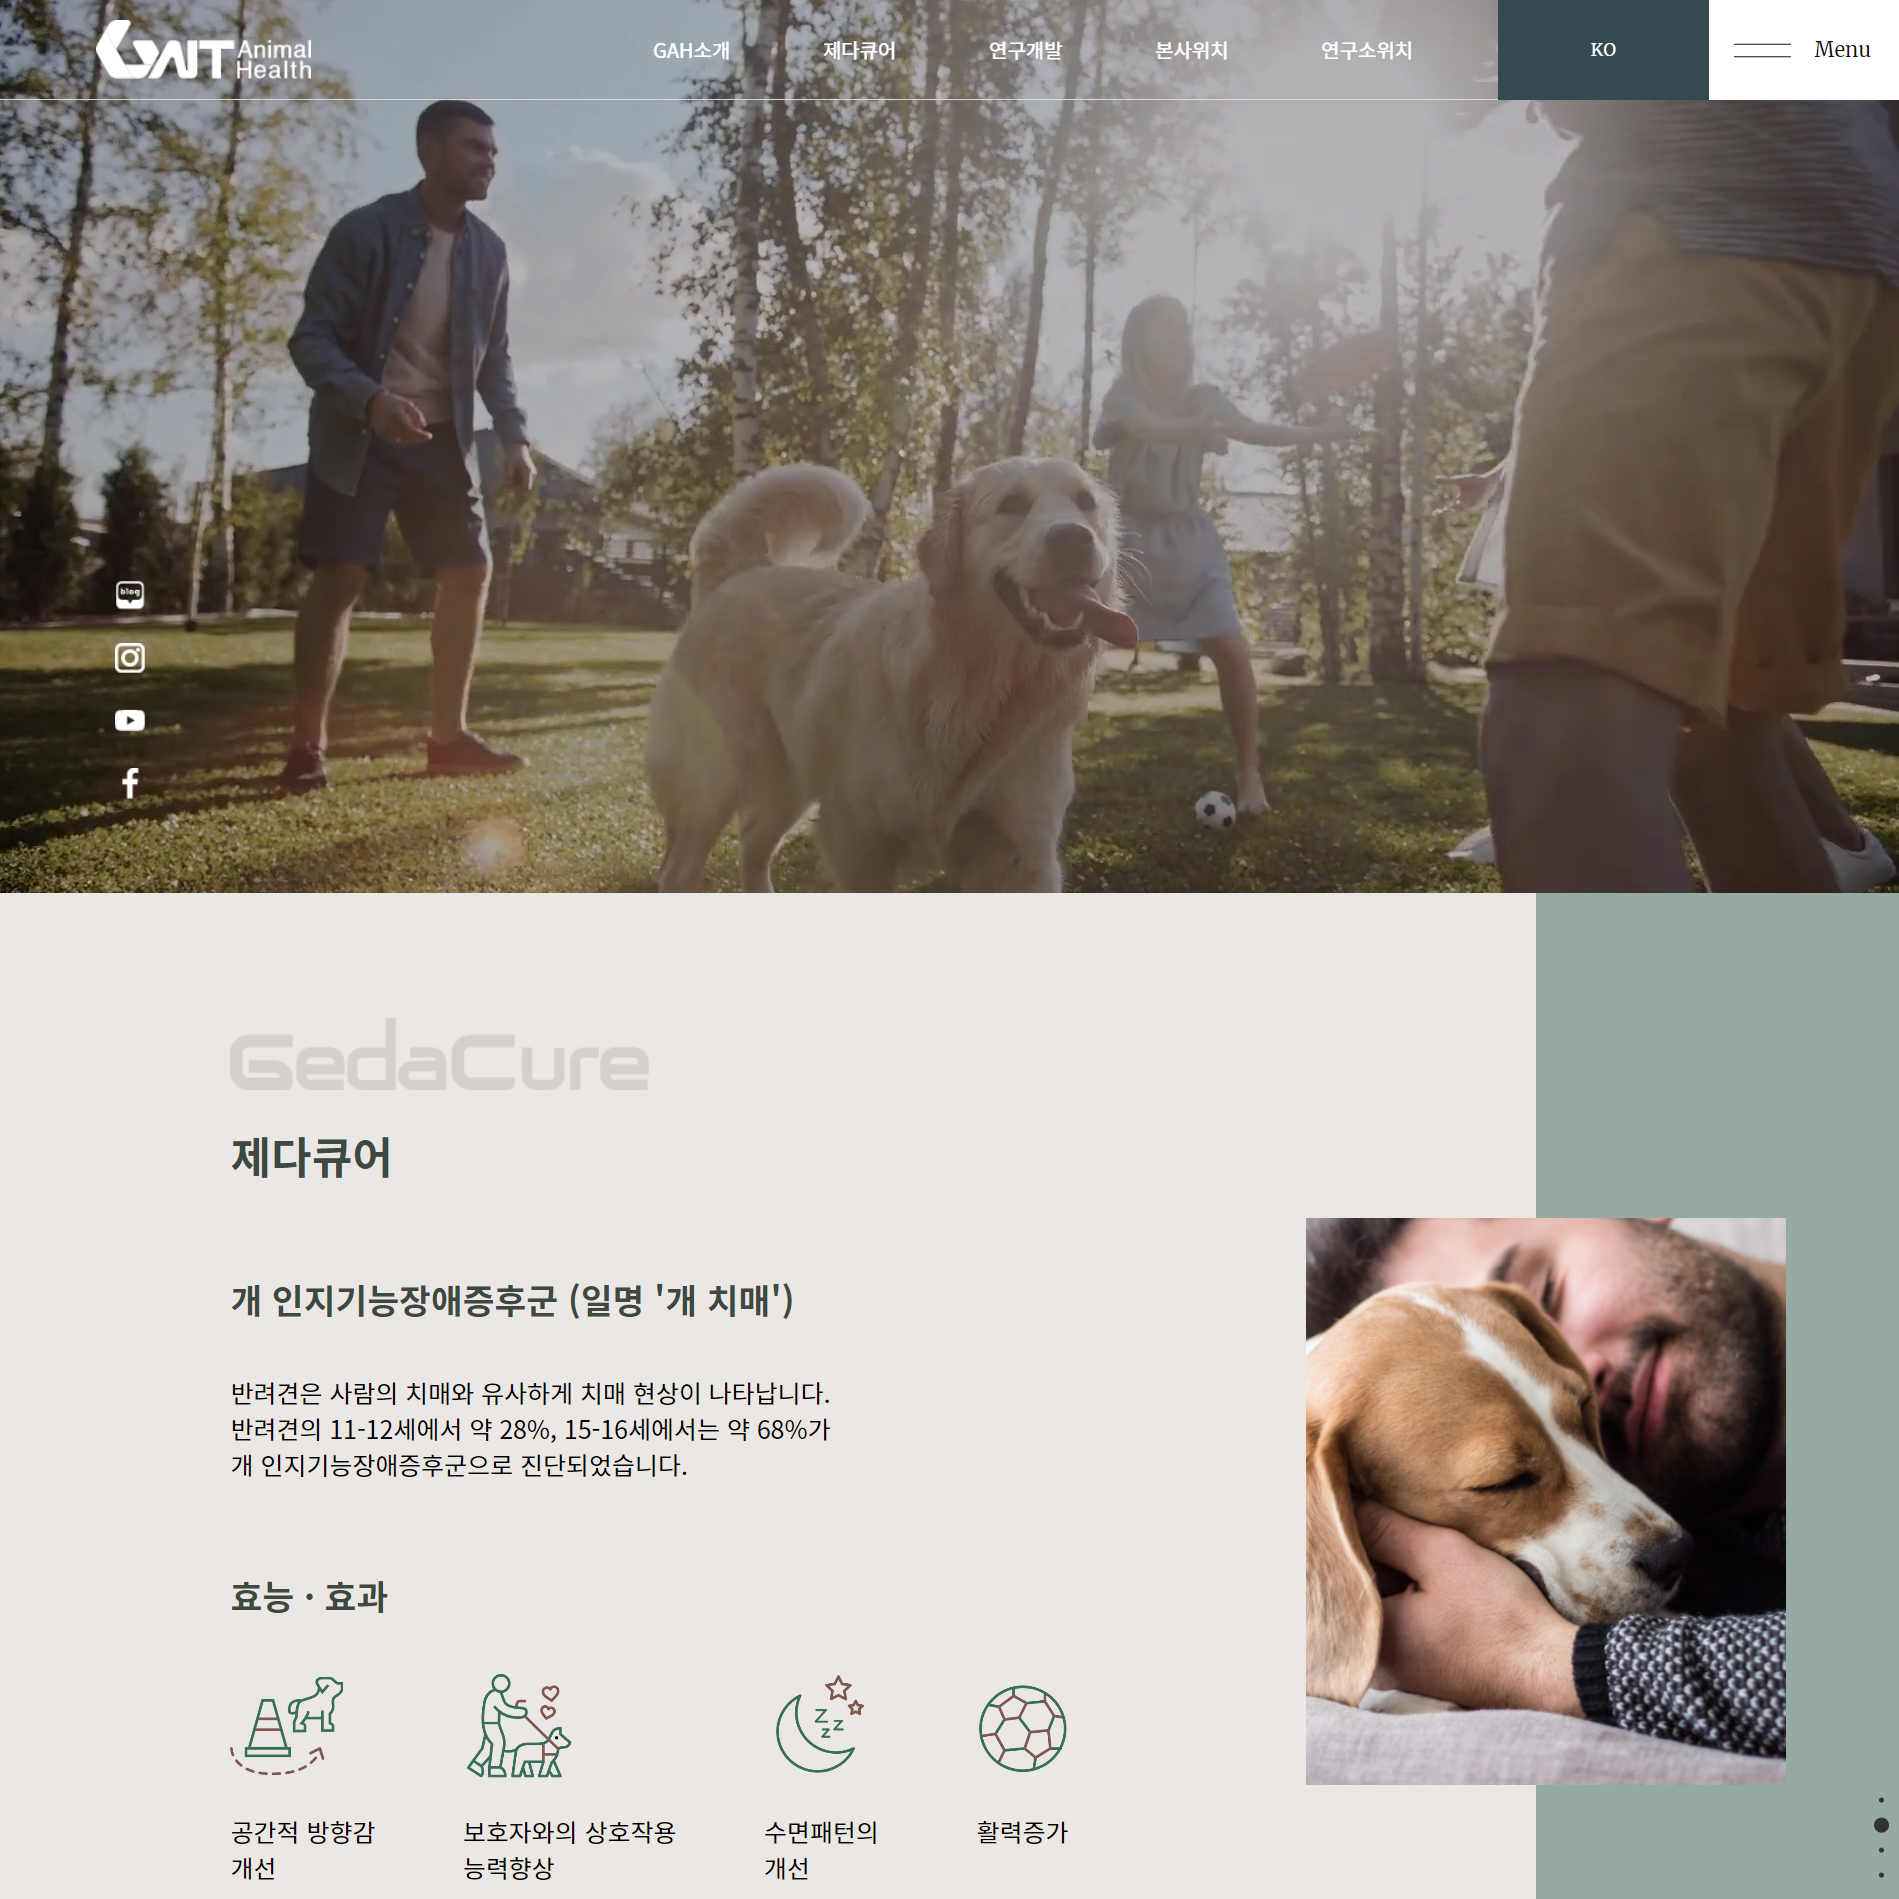 GNT Animal
Health
GAH소개
제다큐어
연구개발
본사위치
연구소위치
KO
Menu
blog
GedaCure
제다큐어
개 인지기능장애증후군 (일명 '개 치매')
반려견은 사람의 치매와 유사하게 치매 현상이 나타납니다.
반려견의 11-12세에서 약 28%, 15-16세에서는 약 68%가
개 인지기능장애증후군으로 진단되었습니다.
효능 · 효과
z z
z
공간적 방향감
개선
보호자와의 상호작용
능력향상
수면패턴의
개선
활력증가